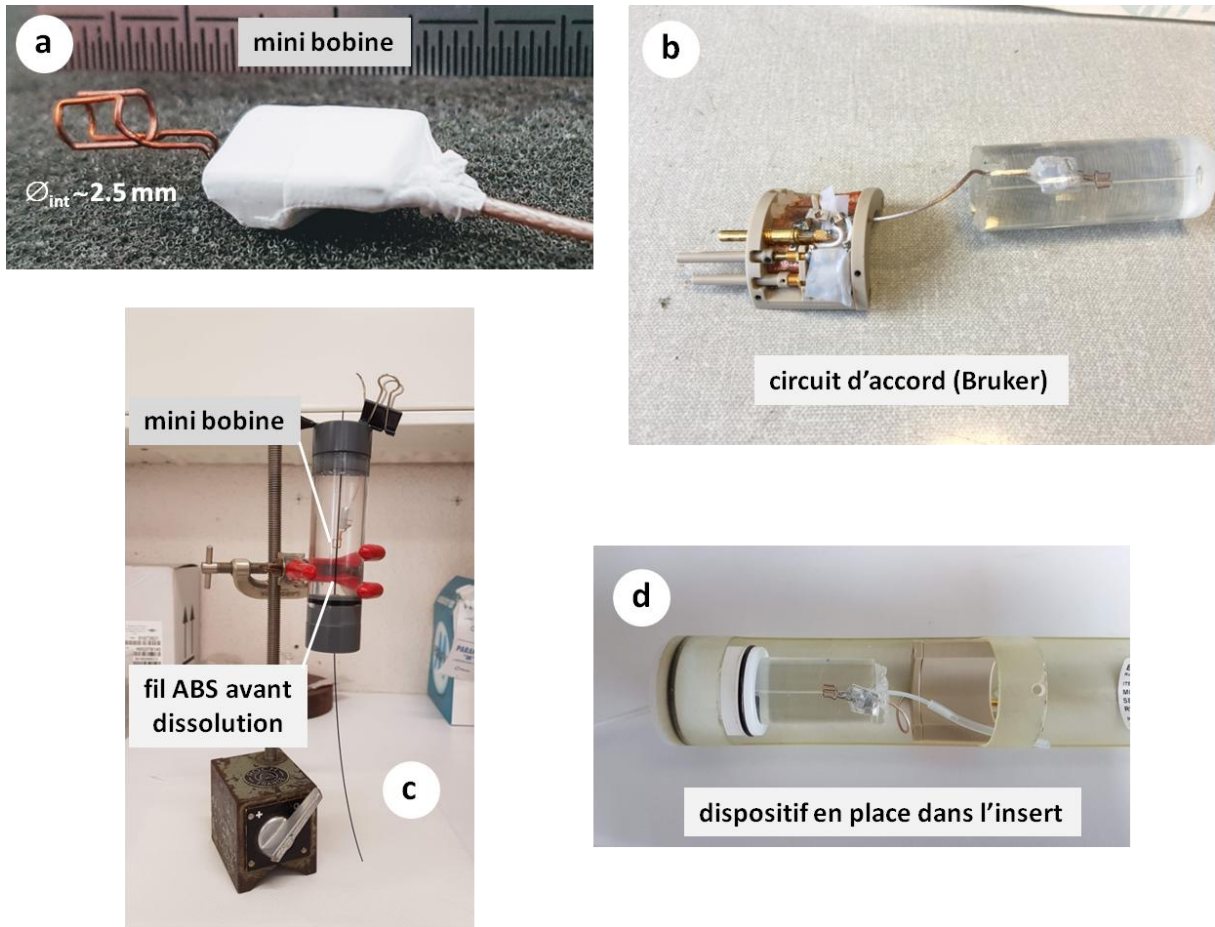 a
mini bobine
∅int ~2.5 mm
b
circuit d'accord (Bruker)
mini bobine
fil ABS avant
dissolution
c
d
dispositif en place dans l'insert